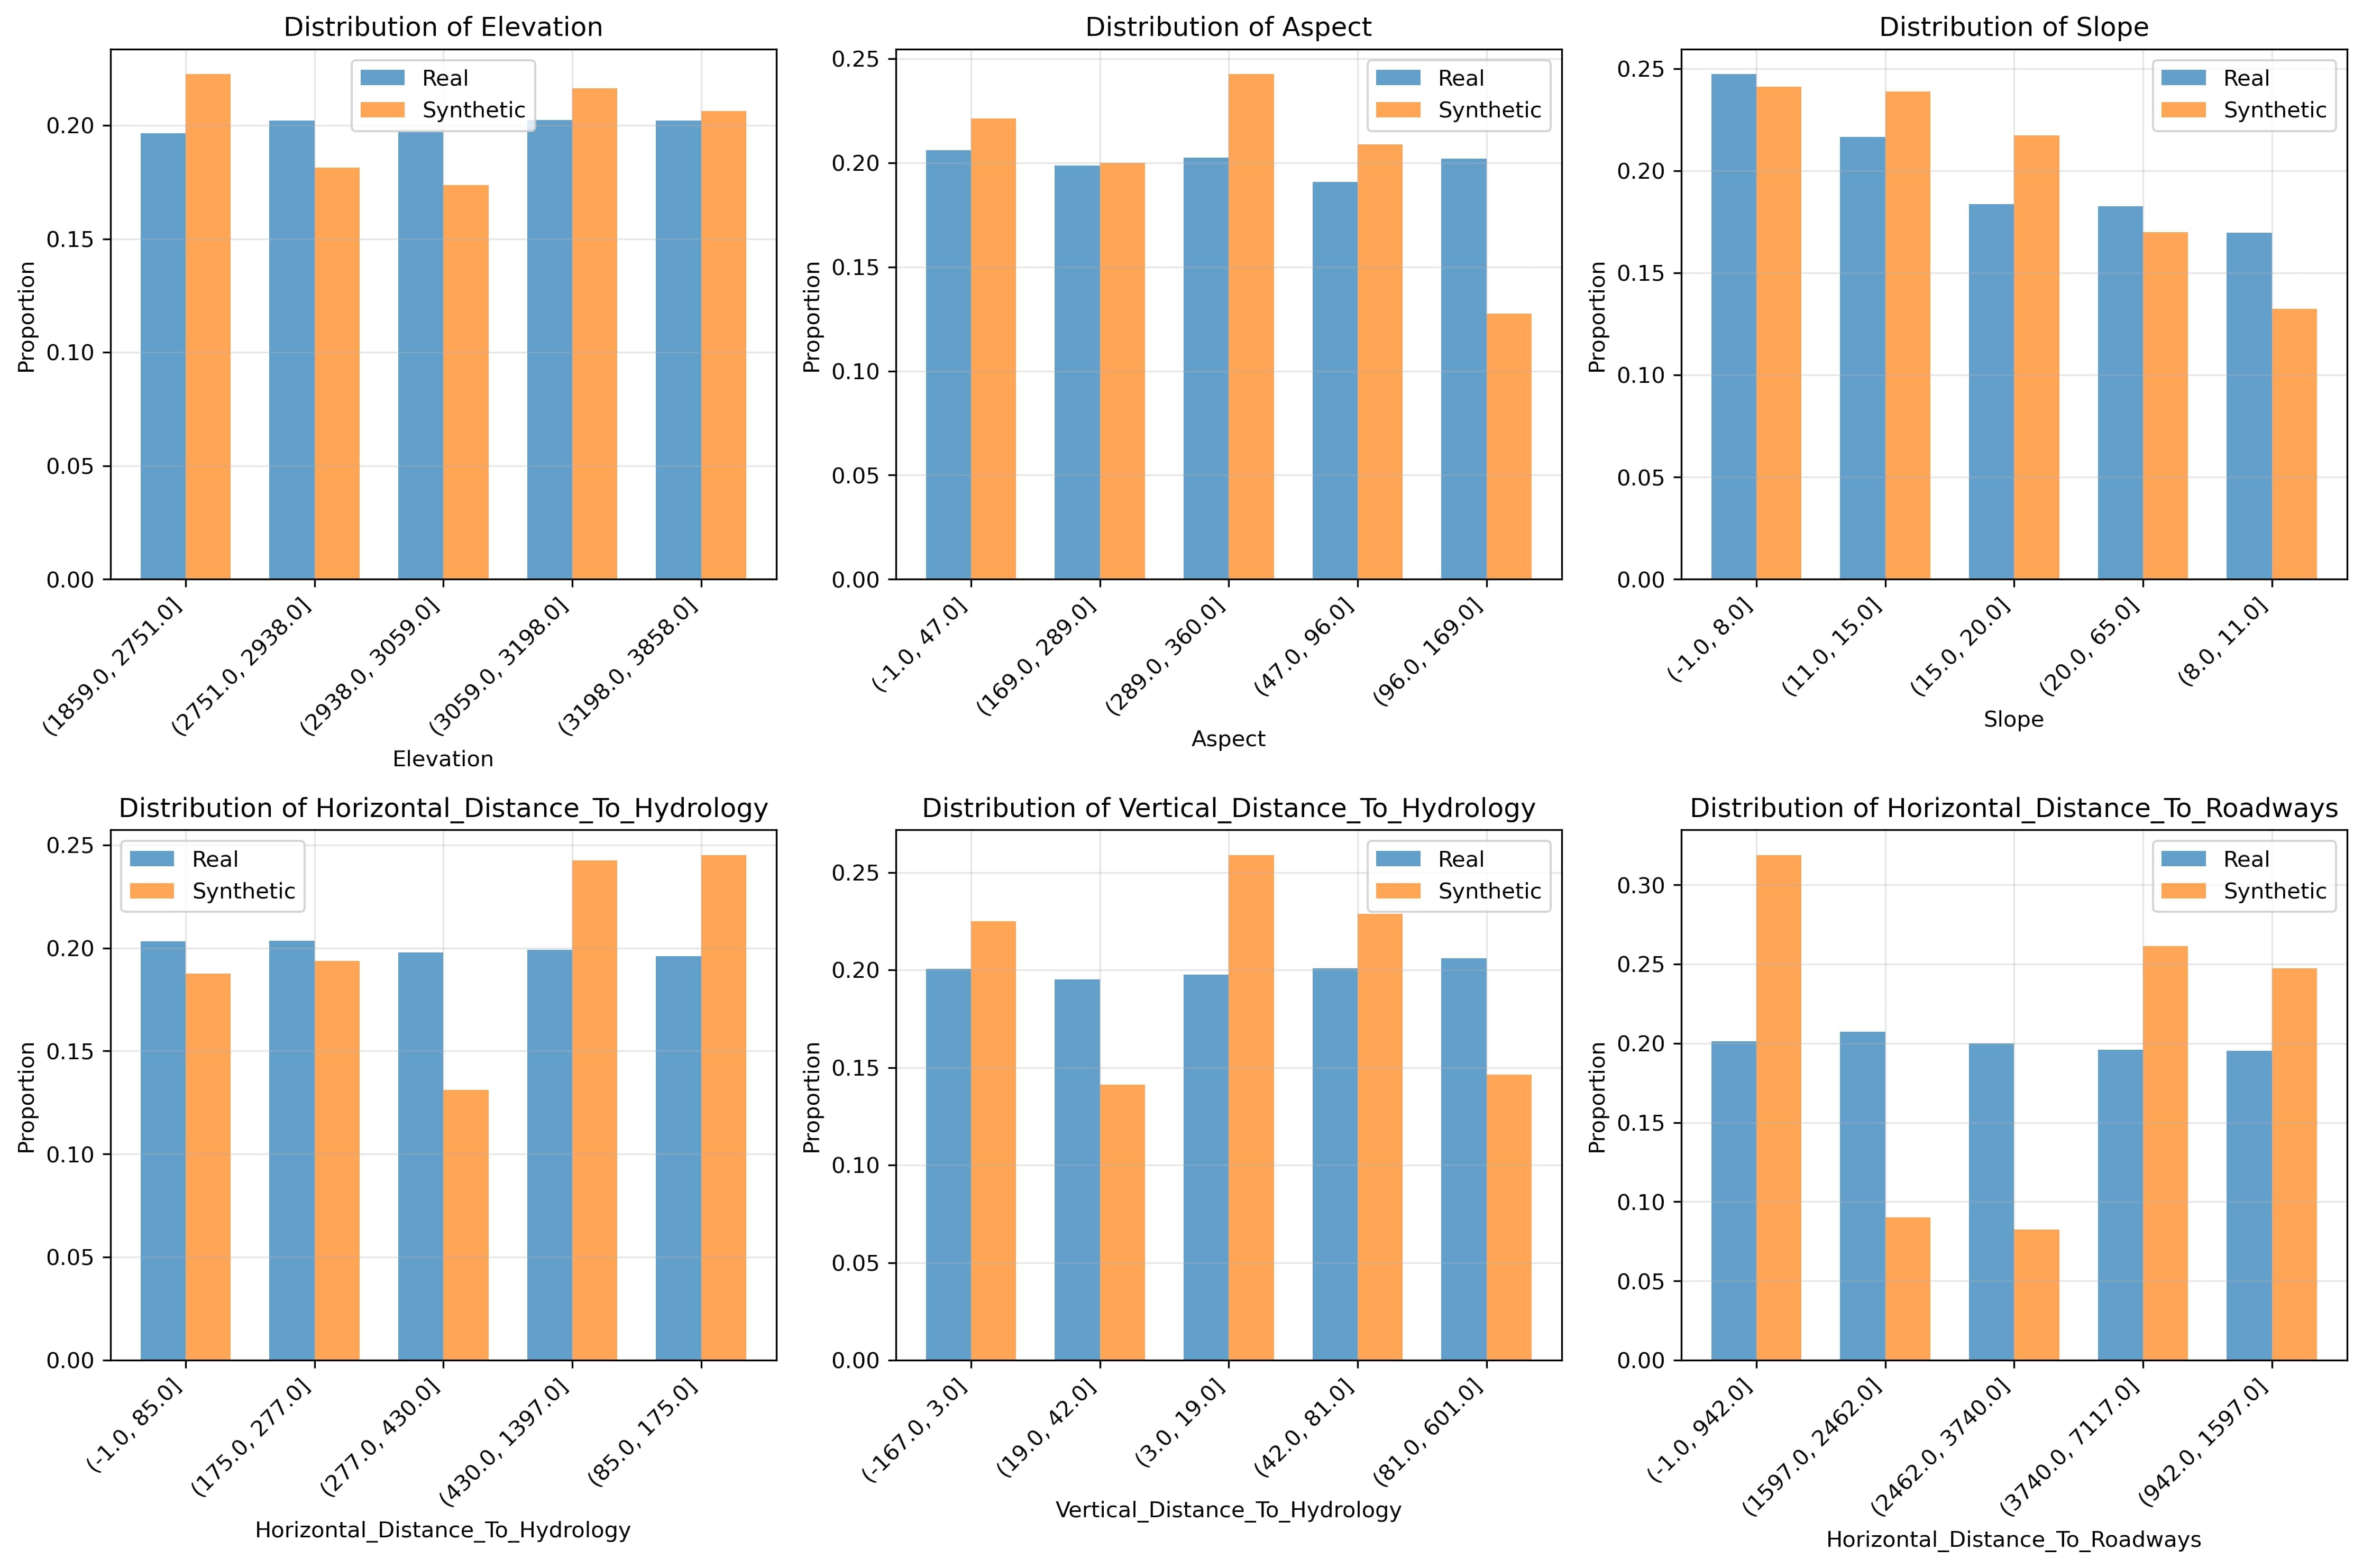 Distribution of Elevation
Real
Synthetic
Proportion
0.20
0.15
0.10
0.05
0.00
(1859.0, 2751.0]
(2751.0, 2938.0]
(2938.0, 3059.0]
(3059.0, 3198.0]
(3198.0, 3858.0]
Elevation
Distribution of Aspect
Real
Synthetic
Proportion
0.25
0.20
0.15
0.10
0.05
0.00
(-1.0, 47.0]
(169.0, 289.0]
(289.0, 360.0]
(47.0, 96.0]
(96.0, 169.0]
Aspect
Distribution of Slope
Real
Synthetic
Proportion
0.25
0.20
0.15
0.10
0.05
0.00
(-1.0, 8.0]
(11.0, 15.0]
(15.0, 20.0]
(20.0, 65.0]
(8.0, 11.0]
Slope
Distribution of Horizontal_Distance_To_Hydrology
Real
Synthetic
Proportion
0.25
0.20
0.15
0.10
0.05
0.00
(-1.0, 85.0]
(175.0, 277.0]
(277.0, 430.0]
(430.0, 1397.0]
(85.0, 175.0]
Horizontal_Distance_To_Hydrology
Distribution of Vertical_Distance_To_Hydrology
Real
Synthetic
Proportion
0.25
0.20
0.15
0.10
0.05
0.00
(-167.0, 3.0]
(19.0, 42.0]
(3.0, 19.0]
(42.0, 81.0]
(81.0, 601.0]
Vertical_Distance_To_Hydrology
Distribution of Horizontal_Distance_To_Roadways
Real
Synthetic
Proportion
0.30
0.25
0.20
0.15
0.10
0.05
0.00
(-1.0, 942.0]
(1597.0, 2462.0]
(2462.0, 3740.0]
(3740.0, 7117.0]
(942.0, 1597.0]
Horizontal_Distance_To_Roadways